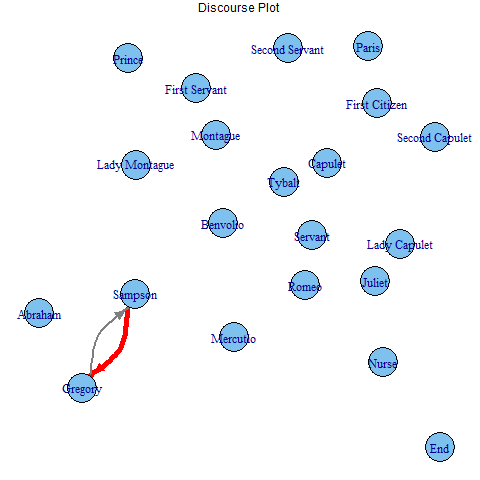 Discourse Plot
Second Servant
Paris
Prince
First Servant
First Citizen
Montague
Second Capulet
Lady Montague
Capulet
Tybalt
Benvolio
Servant
Lady Capulet
Romeo
Juliet
Sampson
Abraham
Mercutio
Nurse
Gregory
End